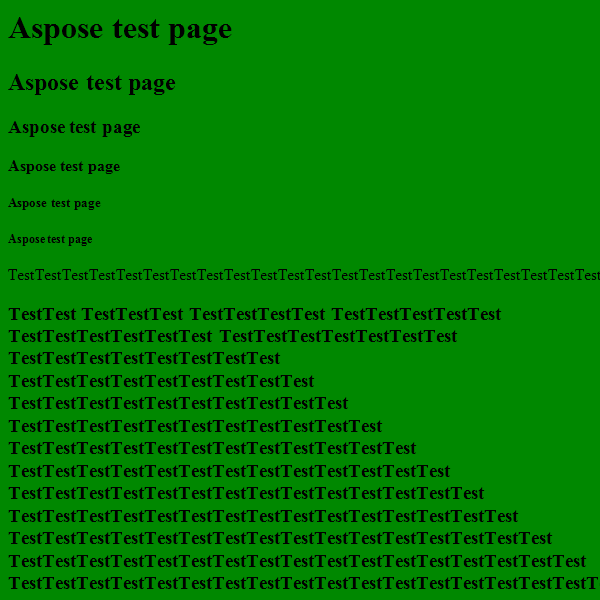 Aspose test page
Aspose test page
Aspose test page
Aspose test page
Aspose test page
Aspose test page
TestTestTestTestTestTestTestTestTestTestTestTestTestTestTestTestTestTestTestTestTestTest
TestTest TestTestTest TestTestTestTest TestTestTestTestTest
TestTestTestTestTestTest TestTestTestTestTestTestTest
TestTestTestTestTestTestTestTest
TestTestTestTestTestTestTestTestTest
TestTestTestTestTestTestTestTestTestTest
TestTestTestTestTestTestTestTestTestTestTest
TestTestTestTestTestTestTestTestTestTestTestTest
TestTestTestTestTestTestTestTestTestTestTestTestTest
TestTestTestTestTestTestTestTestTestTestTestTestTestTest
TestTestTestTestTestTestTestTestTestTestTestTestTestTestTest
TestTestTestTestTestTestTestTestTestTestTestTestTestTestTestTest
TestTestTestTestTestTestTestTestTestTestTestTestTestTestTestTestTest
TestTestTestTestTestTestTestTestTestTestTestTestTestTestTestTestTestT